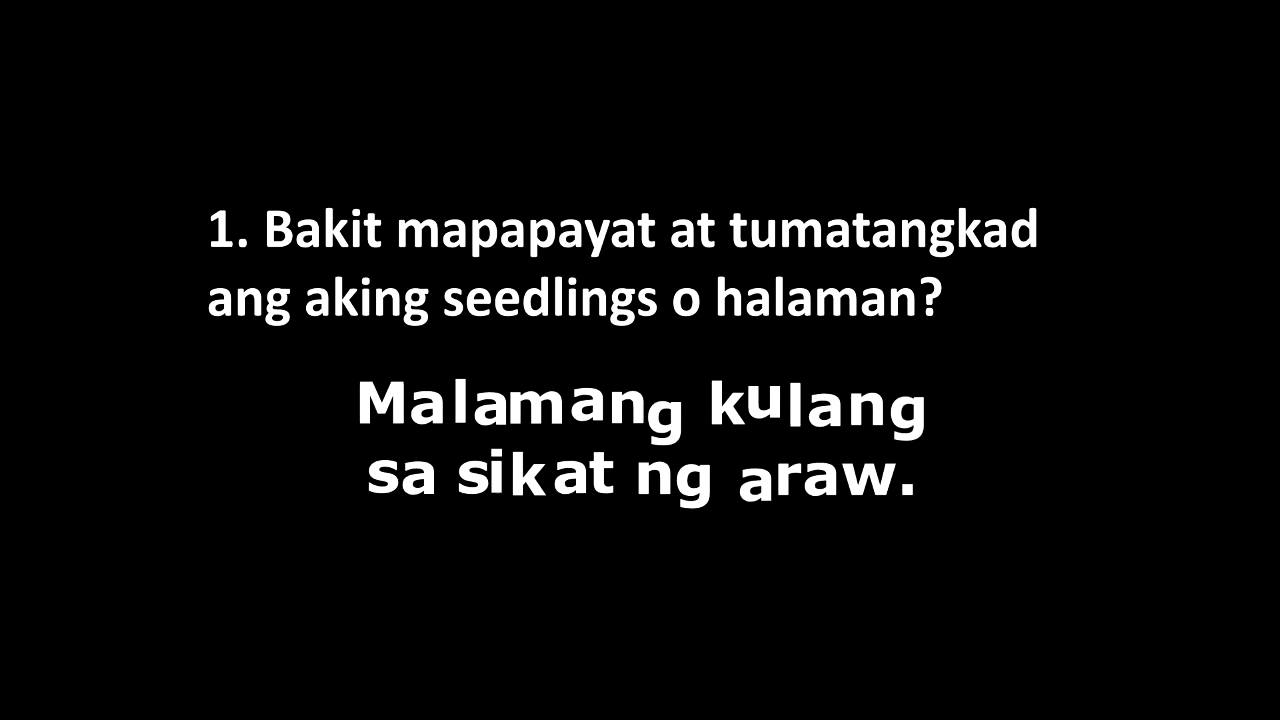 1. Bakit mapapayat at tumatangkad
ang aking seedlings o halaman?
Malamang kulang
sa sikat ng araw.